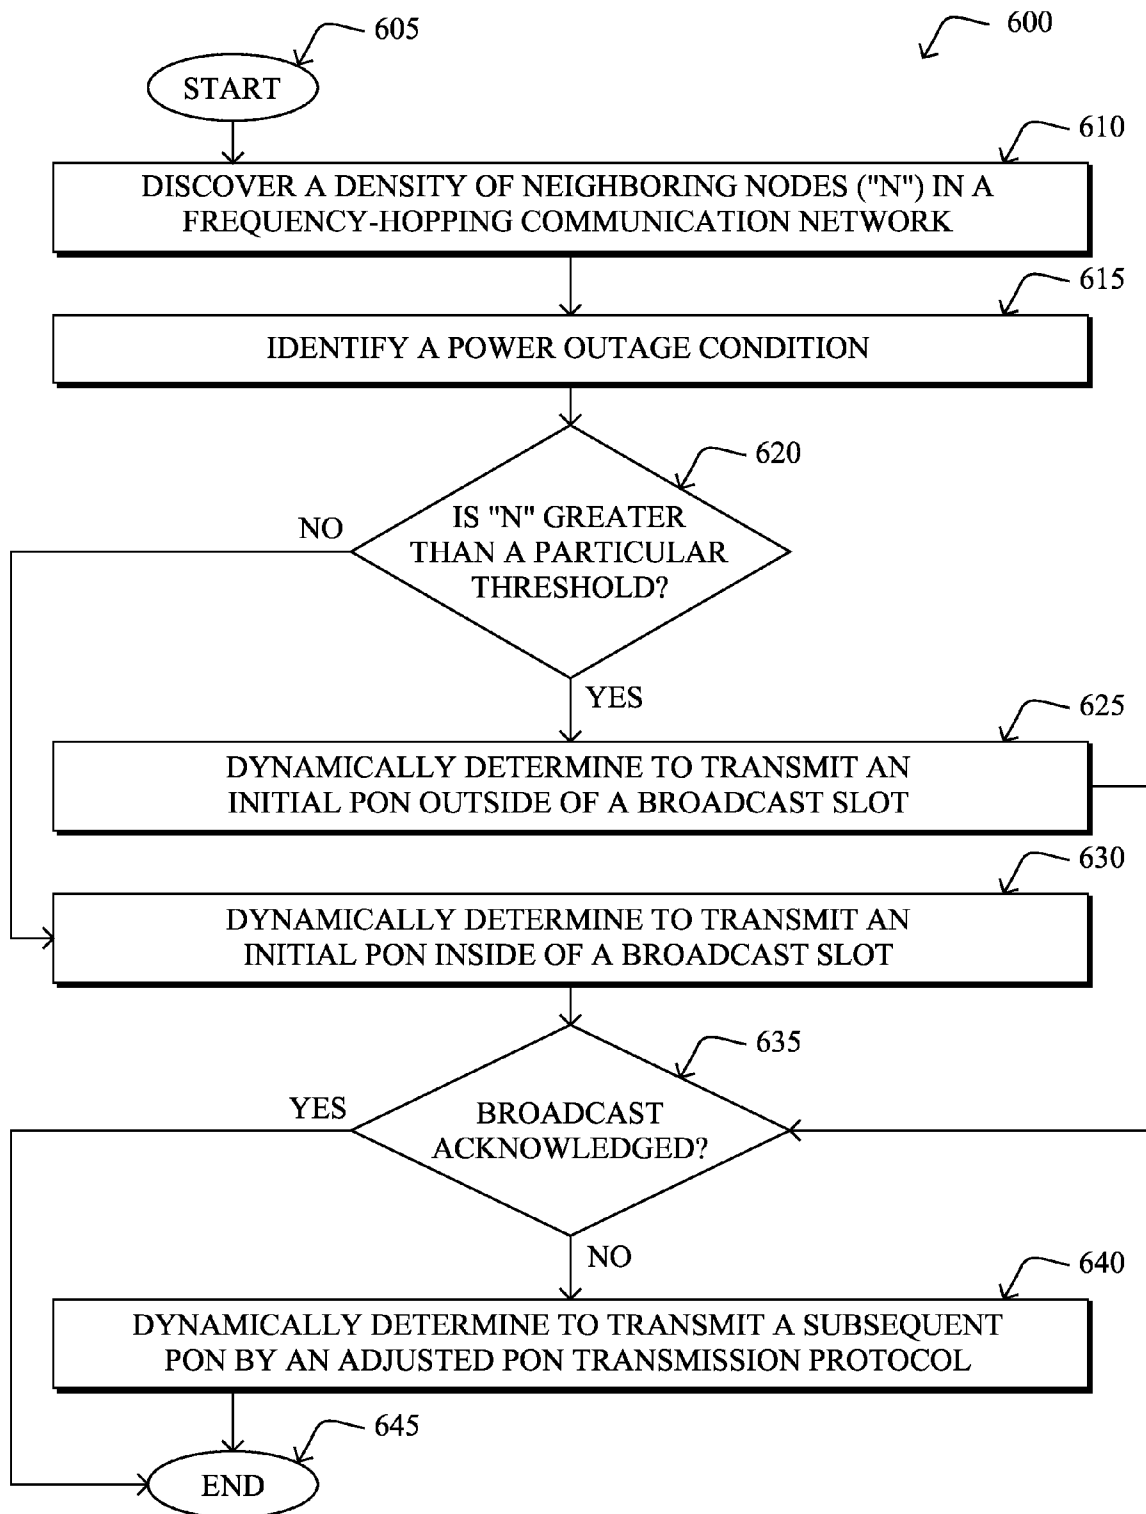 605
600
START
610
DISCOVER A DENSITY OF NEIGHBORING NODES ("N") IN A
FREQUENCY-HOPPING COMMUNICATION NETWORK
615
IDENTIFY A POWER OUTAGE CONDITION
620
NO
IS "N" GREATER
THAN A PARTICULAR
THRESHOLD?
YES
625
DYNAMICALLY DETERMINE TO TRANSMIT AN
INITIAL PON OUTSIDE OF A BROADCAST SLOT
630
DYNAMICALLY DETERMINE TO TRANSMIT AN
INITIAL PON INSIDE OF A BROADCAST SLOT
635
YES
BROADCAST
ACKNOWLEDGED?
NO
640
DYNAMICALLY DETERMINE TO TRANSMIT A SUBSEQUENT
PON BY AN ADJUSTED PON TRANSMISSION PROTOCOL
645
END